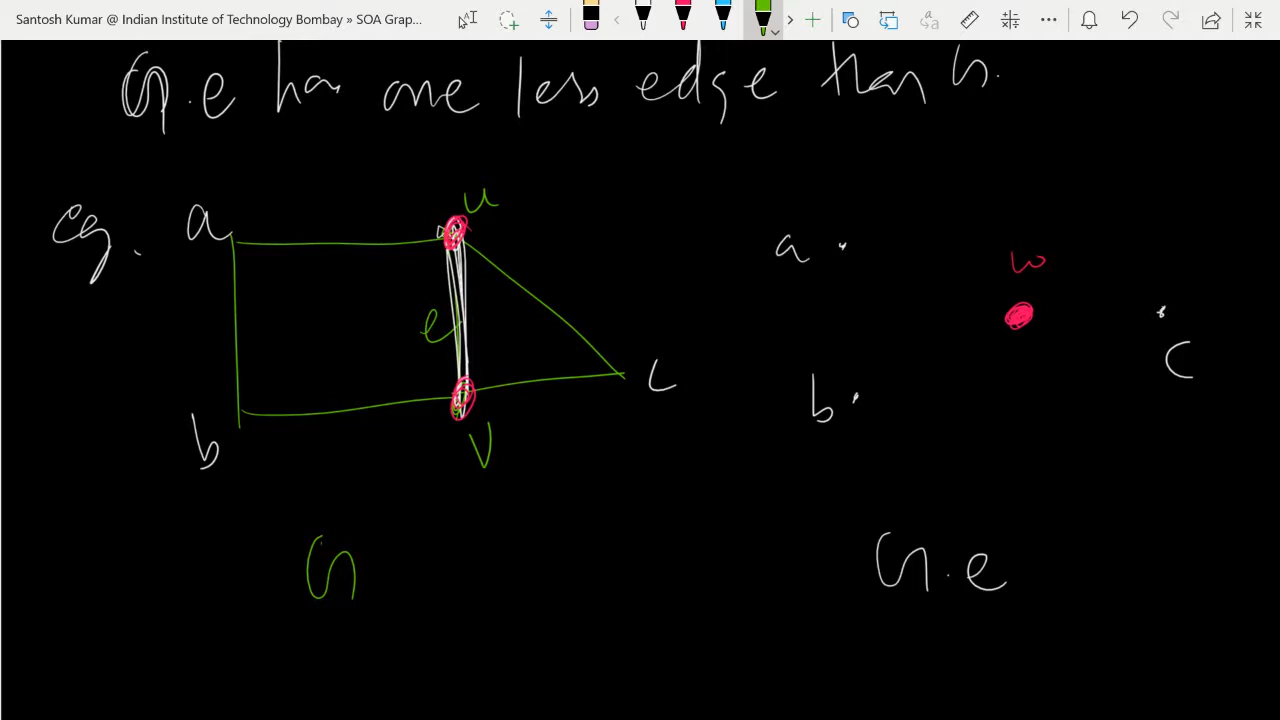 Santosh Kumar @ Indian Institute of Technology Bombay » SOA Grap...
G.e has one less edge than G.
eg. a u
e
b v c
a w
b c
G G.e